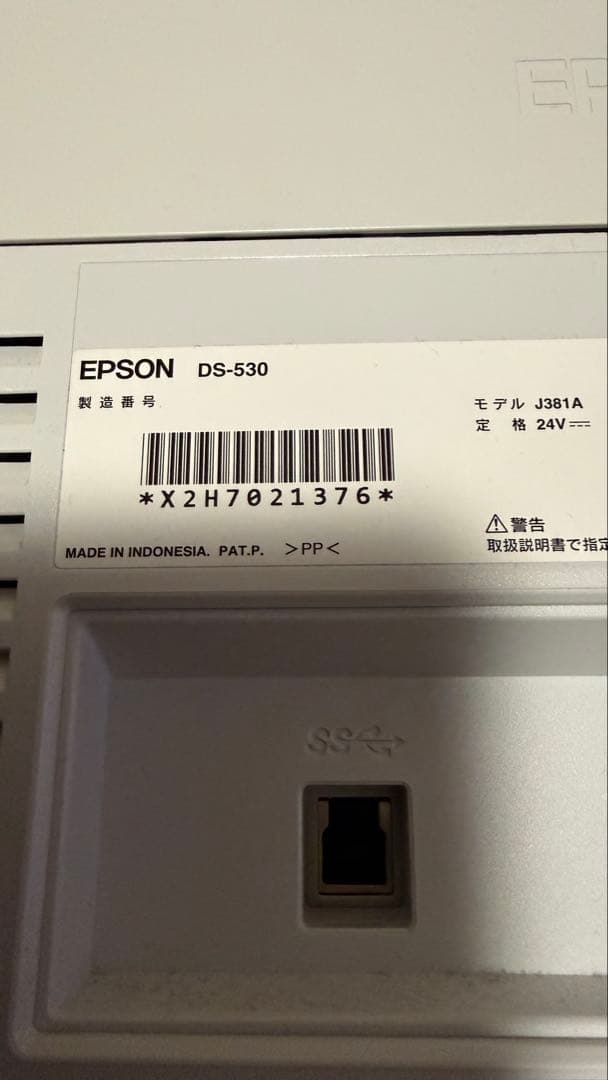 EP
EPSON DS-530
製造番号
モデル J381A
定格 24V⎓
*X2H7021376*
⚠警告
取扱説明書で指定
MADE IN INDONESIA. PAT.P. >PP<
SS